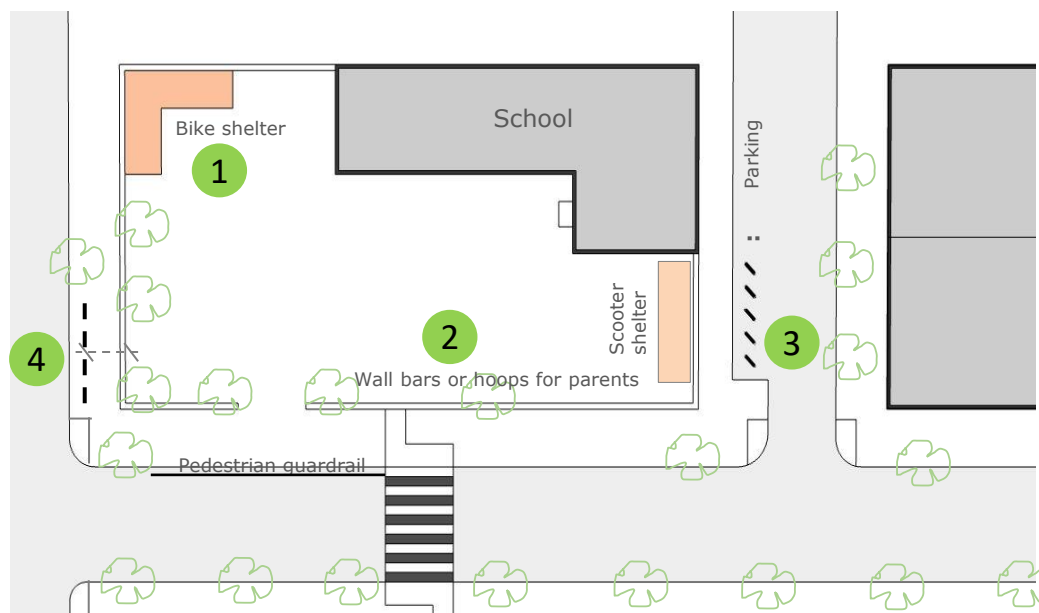 School
Bike shelter
1
Parking
Scooter
shelter
2
3
4
Wall bars or hoops for parents
Pedestrian guardrail